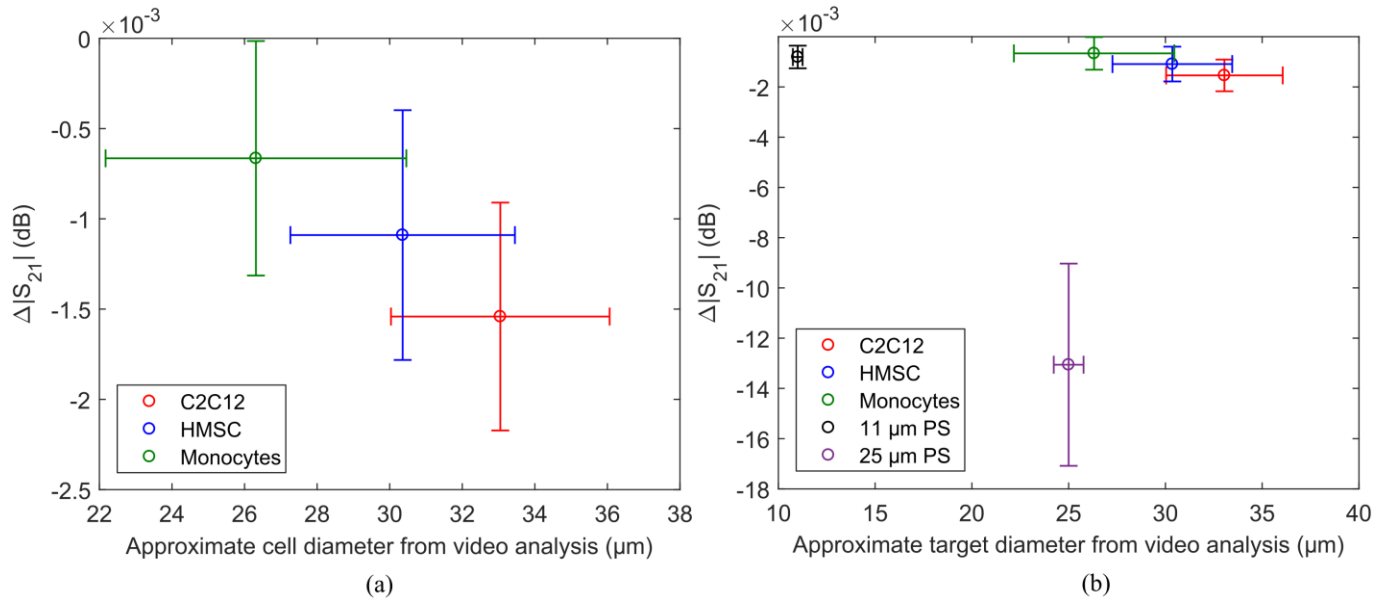 ×10⁻³
0
-0.5
-1
-1.5
-2
-2.5
Δ|S₂₁| (dB)
22 24 26 28 30 32 34 36 38
Approximate cell diameter from video analysis (μm)
C2C12
HMSC
Monocytes
(a)
×10⁻³
-2
-4
-6
-8
-10
-12
-14
-16
-18
Δ|S₂₁| (dB)
10 15 20 25 30 35 40
Approximate target diameter from video analysis (μm)
C2C12
HMSC
Monocytes
11 μm PS
25 μm PS
(b)